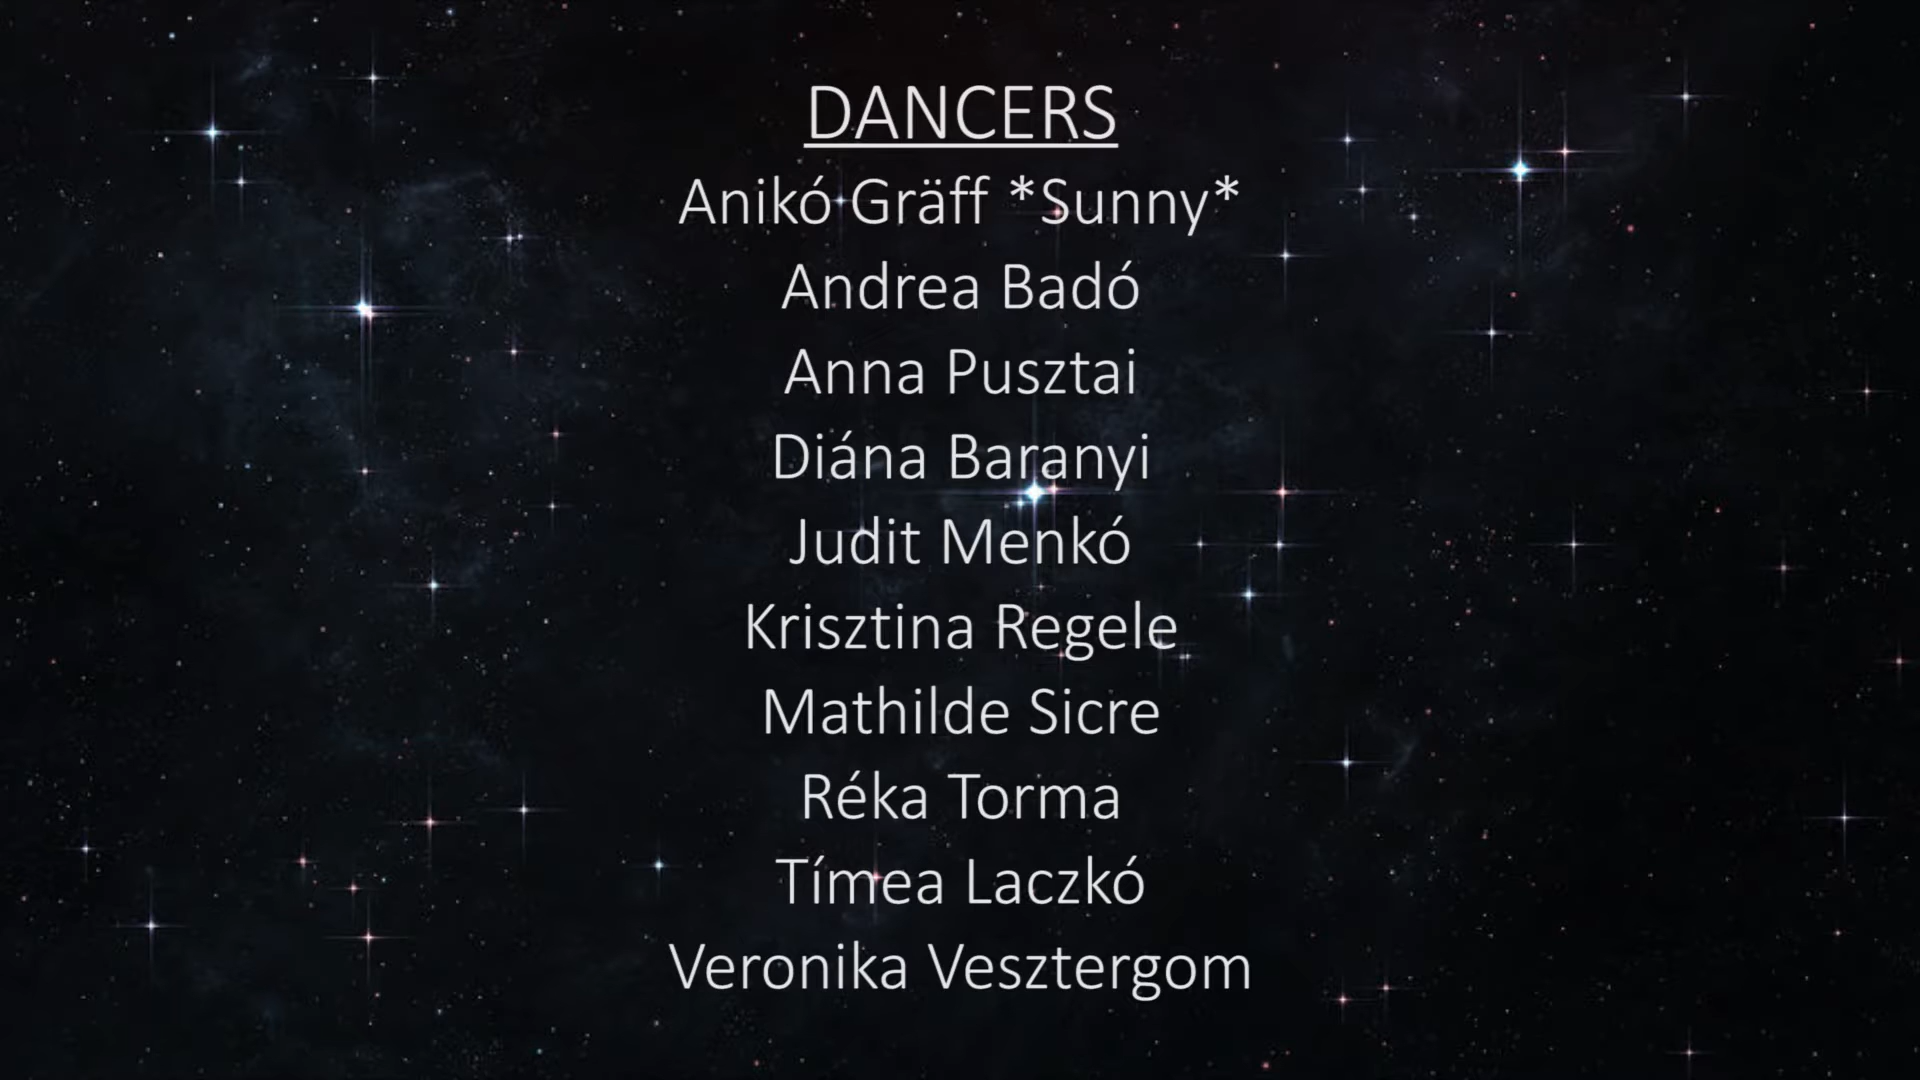 DANCERS
Anikó Gräff *Sunny*
Andrea Badó
Anna Pusztai
Diána Baranyi
Judit Menkó
Krisztina Regele
Mathilde Sicre
Réka Torma
Tímea Laczkó
Veronika Vesztergom